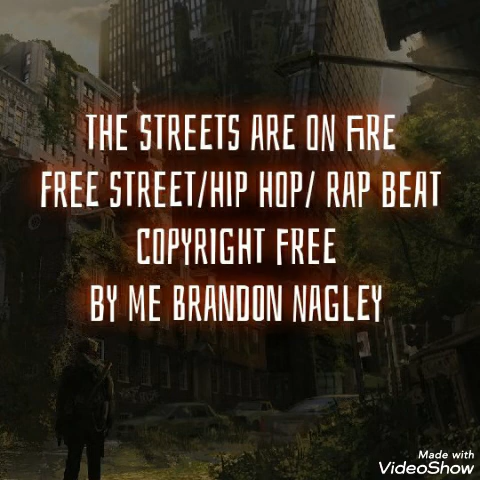 THE STREETS ARE ON FIRE
FREE STREET/HIP HOP/ RAP BEAT
COPYRIGHT FREE
BY ME BRANDON NAGLEY
Made with
VideoShow